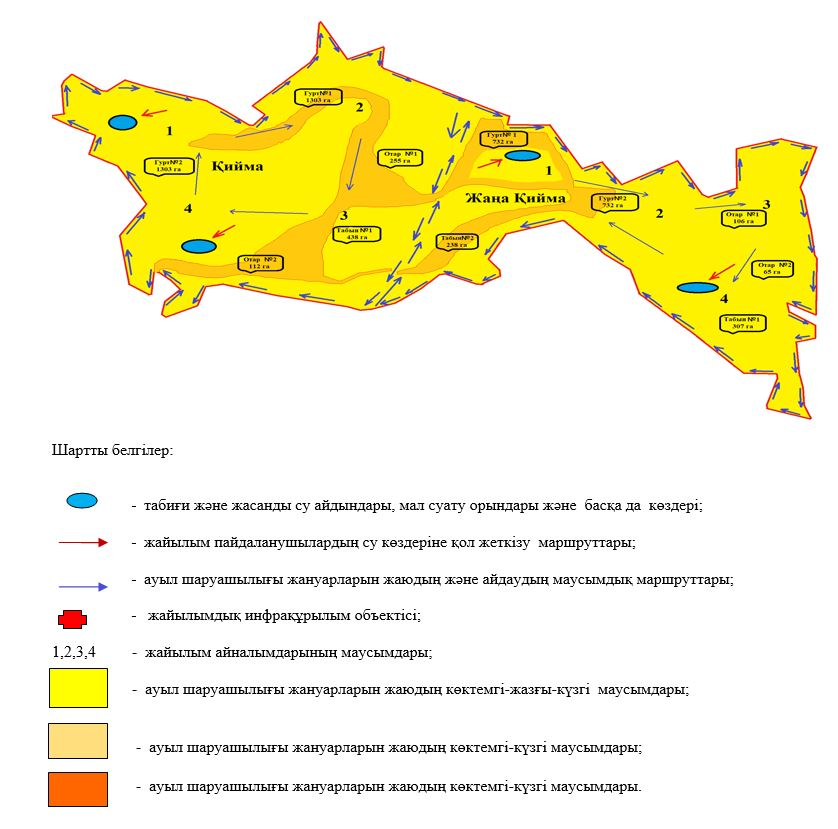 Гурт№1
1303 га
2
1
Гурт№2
1303 га
Қийма
Отар №1
255 га
Гурт№ 1
732 га
1
Жаңа Қийма
Гурт№2
732 га
2
3
Отар №1
106 га
4
3
Табын №1
438 га
Табын№2
238 га
Отар №2
112 га
Отар №2
65 га
4
Табын №1
307 га
Шартты белгілер:
- табиғи және жасанды су айдындары, мал суату орындары және басқа да көздері;
- жайылым пайдаланушылардың су көздеріне қол жеткізу маршруттары;
- ауыл шаруашылығы жануарларын жаюдың және айдаудың маусымдық маршруттары;
- жайылымдық инфрақұрылым объектісі;
1,2,3,4 - жайылым айналымдарының маусымдары;
- ауыл шаруашылығы жануарларын жаюдың көктемгі-жазғы-күзгі маусымдары;
- ауыл шаруашылығы жануарларын жаюдың көктемгі-күзгі маусымдары;
- ауыл шаруашылығы жануарларын жаюдың көктемгі-күзгі маусымдары.